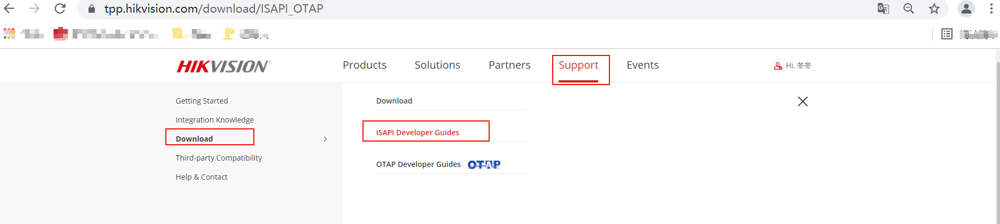 tpp.hikvision.com/download/ISAPI_OTAP
HIKVISION
Products Solutions Partners Support Events Hi, 冬冬
Getting Started
Integration Knowledge
Download
Third-party Compatibility
Help & Contact
Download
ISAPI Developer Guides
OTAP Developer Guides OTAP